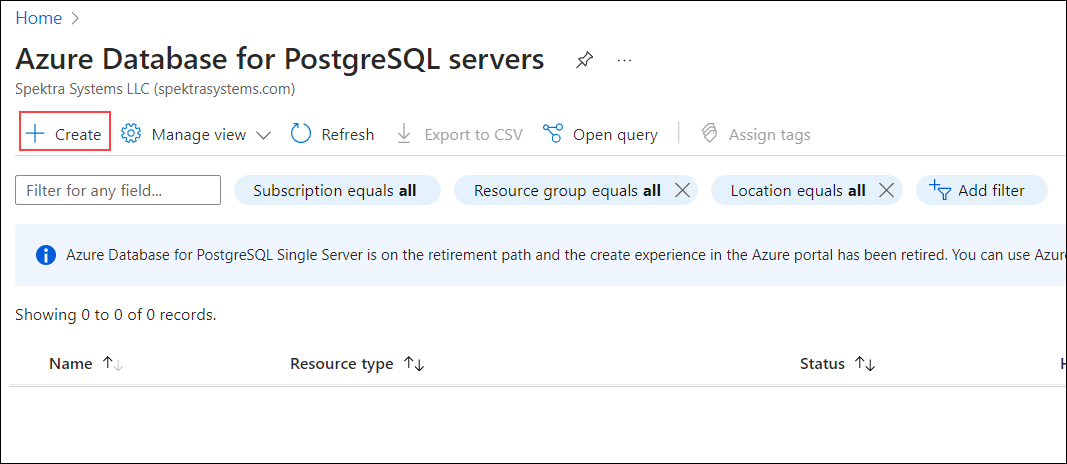 Home
Azure Database for PostgreSQL servers
Spektra Systems LLC (spektrasystems.com)
Create Manage view Refresh Export to CSV Open query Assign tags
Filter for any field... Subscription equals all Resource group equals all Location equals all Add filter
Azure Database for PostgreSQL Single Server is on the retirement path and the create experience in the Azure portal has been retired. You can use
Showing 0 to 0 of 0 records.
Name Resource type Status